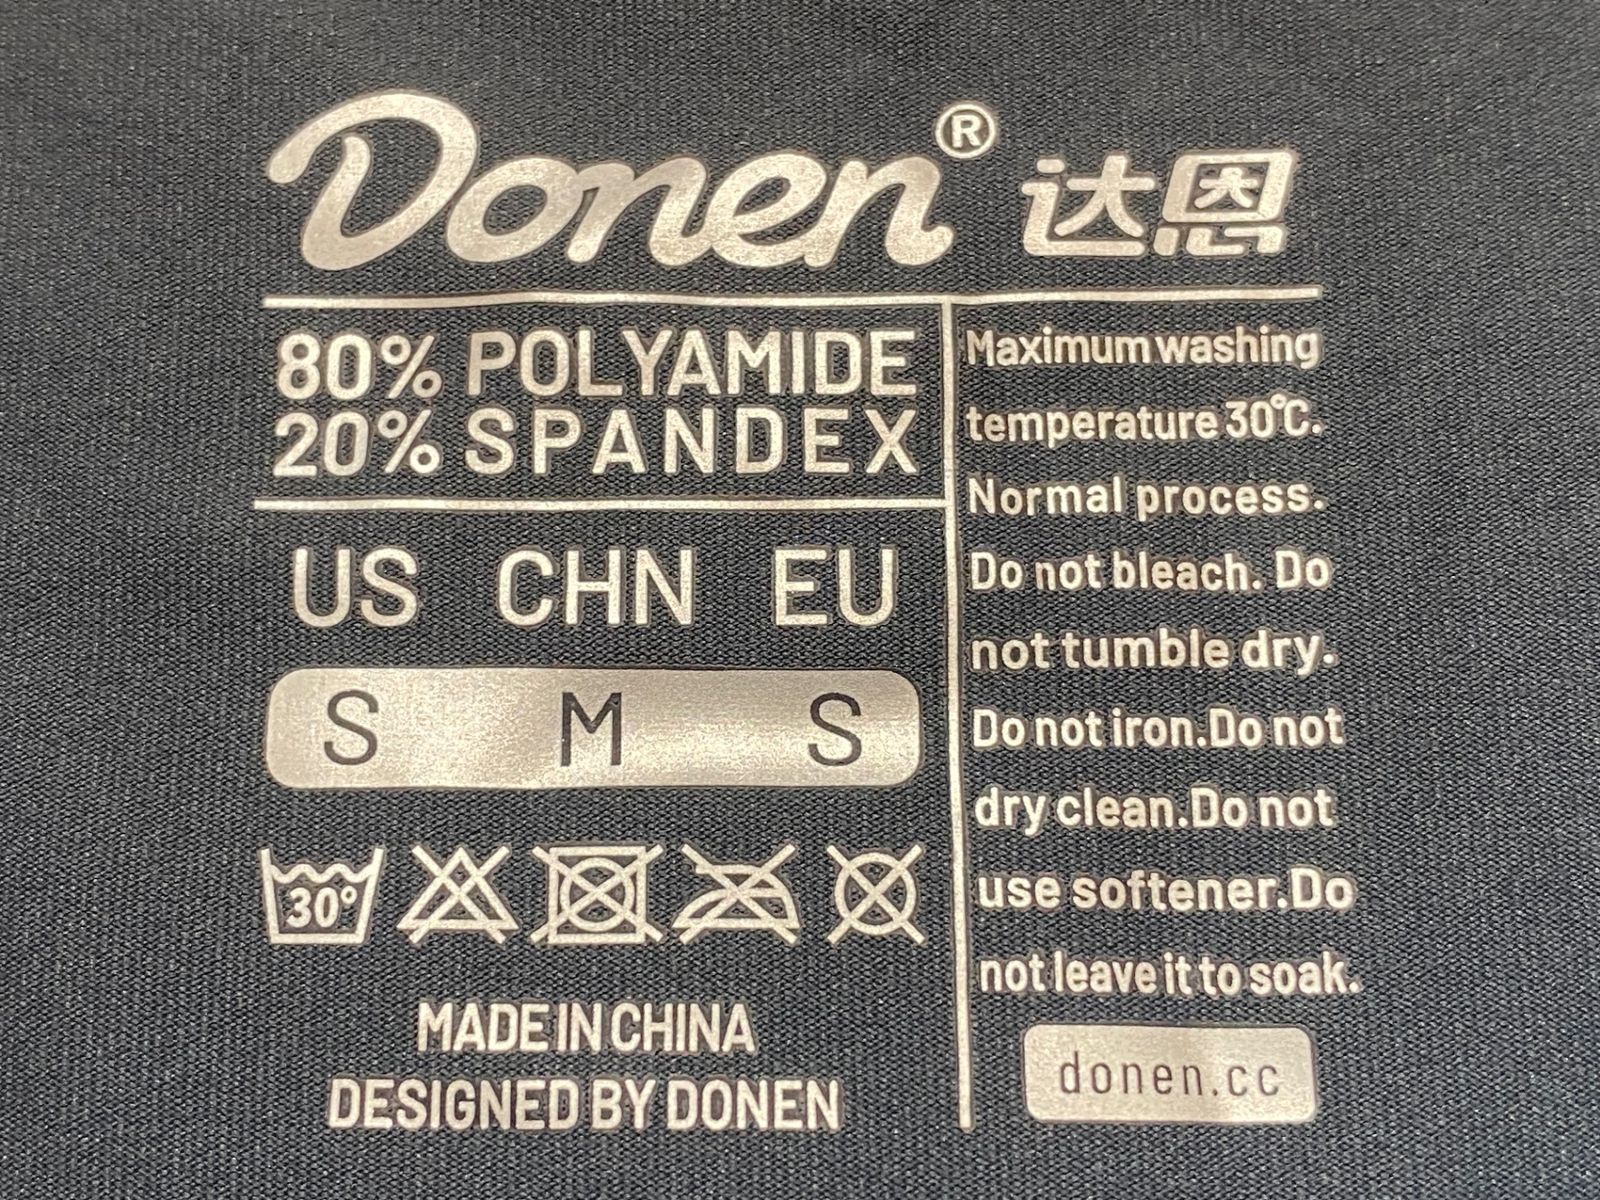 Donen® 达恩
80% POLYAMIDE
20% SPANDEX
US CHN EU
S M S
30°
MADE IN CHINA
DESIGNED BY DONEN
Maximum washing
temperature 30℃.
Normal process.
Do not bleach. Do
not tumble dry.
Do not iron.Do not
dry clean.Do not
use softener.Do
not leave it to soak.
donen.cc